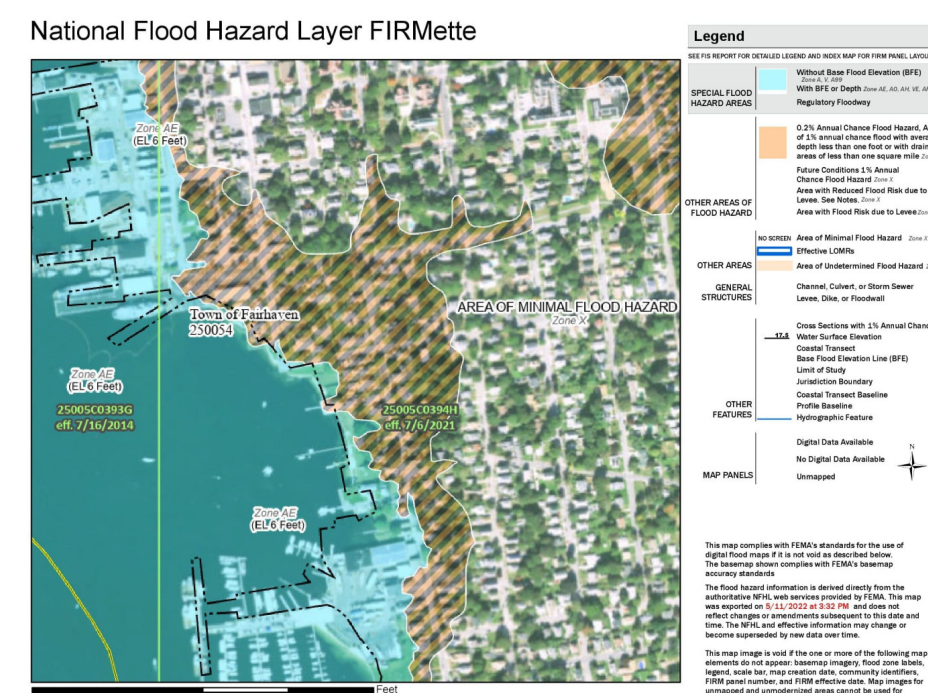 National Flood Hazard Layer FIRMette
Zone AE
(EL 6 Feet)
Town of Fairhaven
250054
AREA OF MINIMAL FLOOD HAZARD
Zone X
Zone AE
(EL 6 Feet)
25005C0393G
eff. 7/16/2014
25005C0394H
eff. 7/6/2021
Zone AE
(EL 6 Feet)
Feet
Legend
SEE FIS REPORT FOR DETAILED LEGEND AND INDEX MAP FOR FIRM PANEL LAYOU
SPECIAL FLOOD
HAZARD AREAS
Without Base Flood Elevation (BFE)
Zone A, V, A99
With BFE or Depth Zone AE, AO, AH, VE, AR
Regulatory Floodway
0.2% Annual Chance Flood Hazard, A
of 1% annual chance flood with avera
depth less than one foot or with drain
areas of less than one square mile
Future Conditions 1% Annual
Chance Flood Hazard Zone X
Area with Reduced Flood Risk due to
Levee. See Notes. Zone X
Area with Flood Risk due to Levee
OTHER AREAS OF
FLOOD HAZARD
NO SCREEN Area of Minimal Flood Hazard Zone X
Effective LOMRs
Area of Undetermined Flood Hazard
OTHER AREAS
GENERAL
STRUCTURES
Channel, Culvert, or Storm Sewer
Levee, Dike, or Floodwall
Cross Sections with 1% Annual Chanc
17.5 Water Surface Elevation
Coastal Transect
Base Flood Elevation Line (BFE)
Limit of Study
Jurisdiction Boundary
Coastal Transect Baseline
Profile Baseline
Hydrographic Feature
OTHER
FEATURES
Digital Data Available
No Digital Data Available
Unmapped
MAP PANELS
N
This map complies with FEMA's standards for the use of
digital flood maps if it is not void as described below.
The basemap shown complies with FEMA's basemap
accuracy standards
The flood hazard information is derived directly from the
authoritative NFHL web services provided by FEMA. This map
was exported on 5/11/2022 at 3:32 PM and does not
reflect changes or amendments subsequent to this date and
time. The NFHL and effective information may change or
become superseded by new data over time.
This map image is void if the one or more of the following map
elements do not appear: basemap imagery, flood zone labels,
legend, scale bar, map creation date, community identifiers,
FIRM panel number, and FIRM effective date. Map images for
unmapped and unmodernized areas cannot be used for